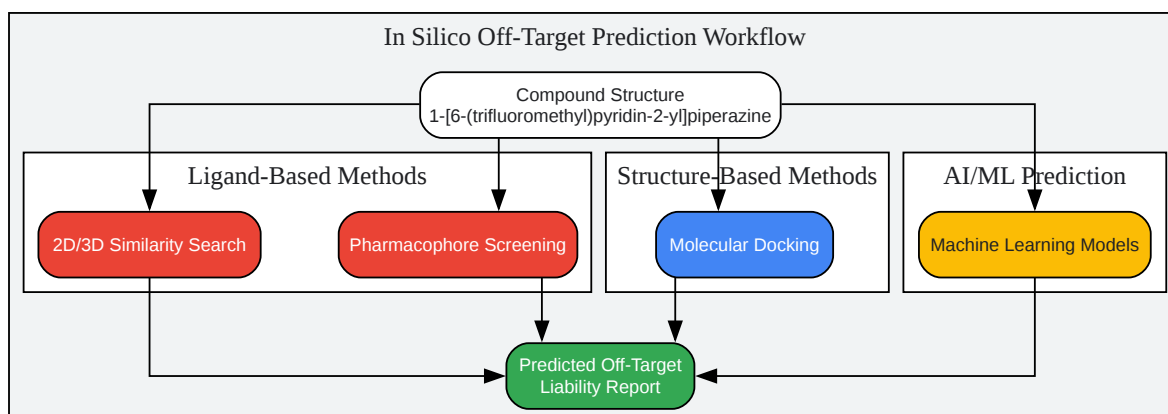 In Silico Off-Target Prediction Workflow
Compound Structure
1-[6-(trifluoromethyl)pyridin-2-yl]piperazine
Ligand-Based Methods
Structure-Based Methods
AI/ML Prediction
2D/3D Similarity Search
Pharmacophore Screening
Molecular Docking
Machine Learning Models
Predicted Off-Target
Liability Report